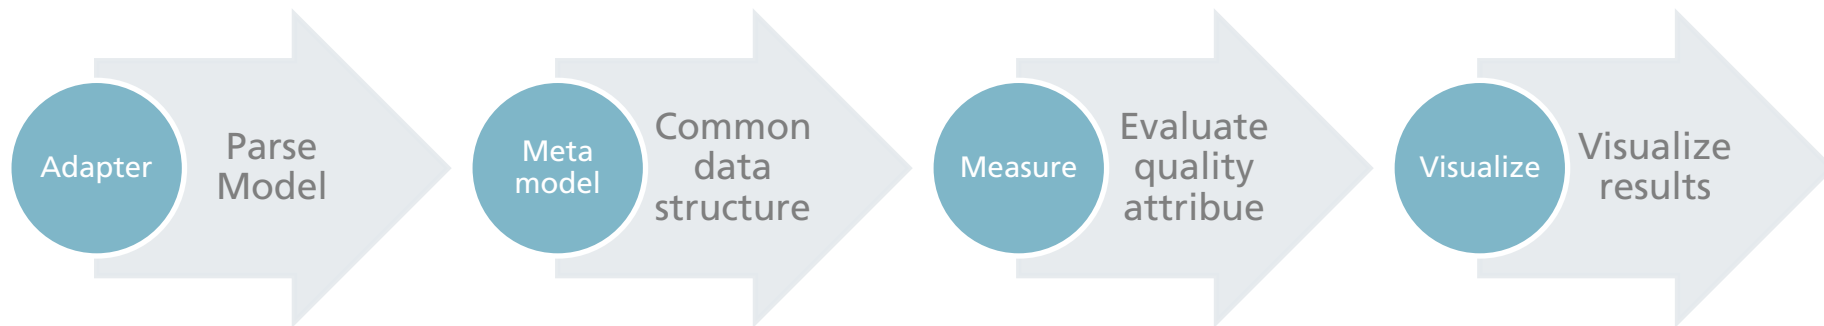 Adapter
Parse
Model
Meta
model
Common
data
structure
Measure
Evaluate
quality
attribue
Visualize
Visualize
results